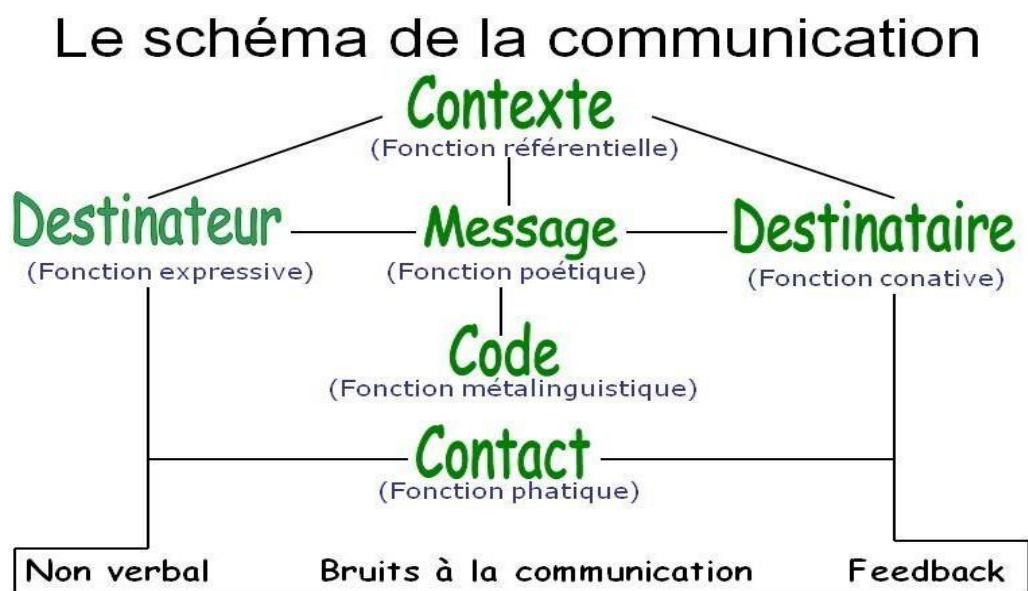 Le schéma de la communication
Contexte
(Fonction référentielle)
Destinateur Message Destinataire
(Fonction expressive) (Fonction poétique) (Fonction conative)
Code
(Fonction métalinguistique)
Contact
(Fonction phatique)
Non verbal Bruits à la communication Feedback